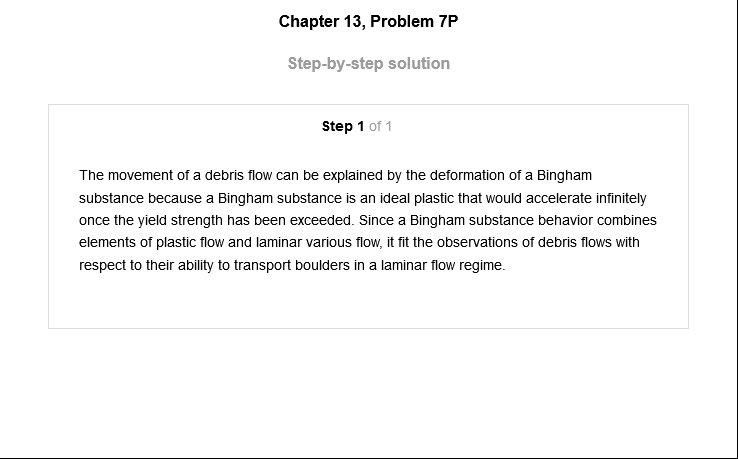 Chapter 13, Problem 7P
Step-by-step solution
Step 1 of 1
The movement of a debris flow can be explained by the deformation of a Bingham
substance because a Bingham substance is an ideal plastic that would accelerate infinitely
once the yield strength has been exceeded. Since a Bingham substance behavior combines
elements of plastic flow and laminar various flow, it fit the observations of debris flows with
respect to their ability to transport boulders in a laminar flow regime.